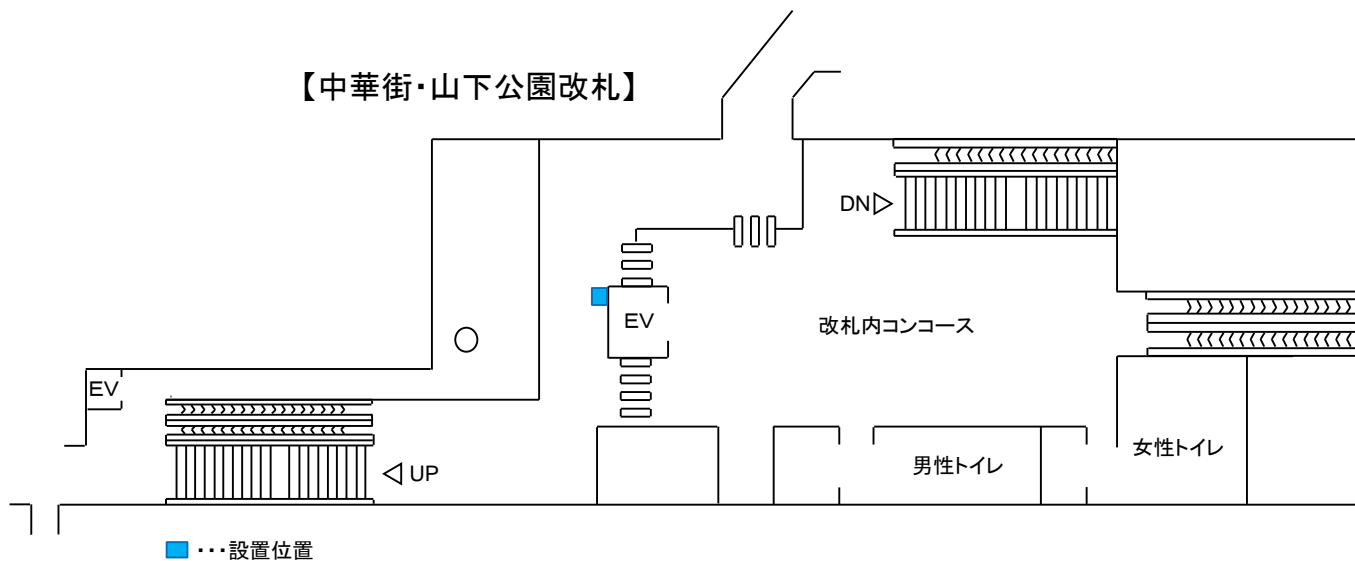 【中華街・山下公園改札】
DN
EV
改札内コンコース
EV
女性トイレ
男性トイレ
UP
・・・設置位置